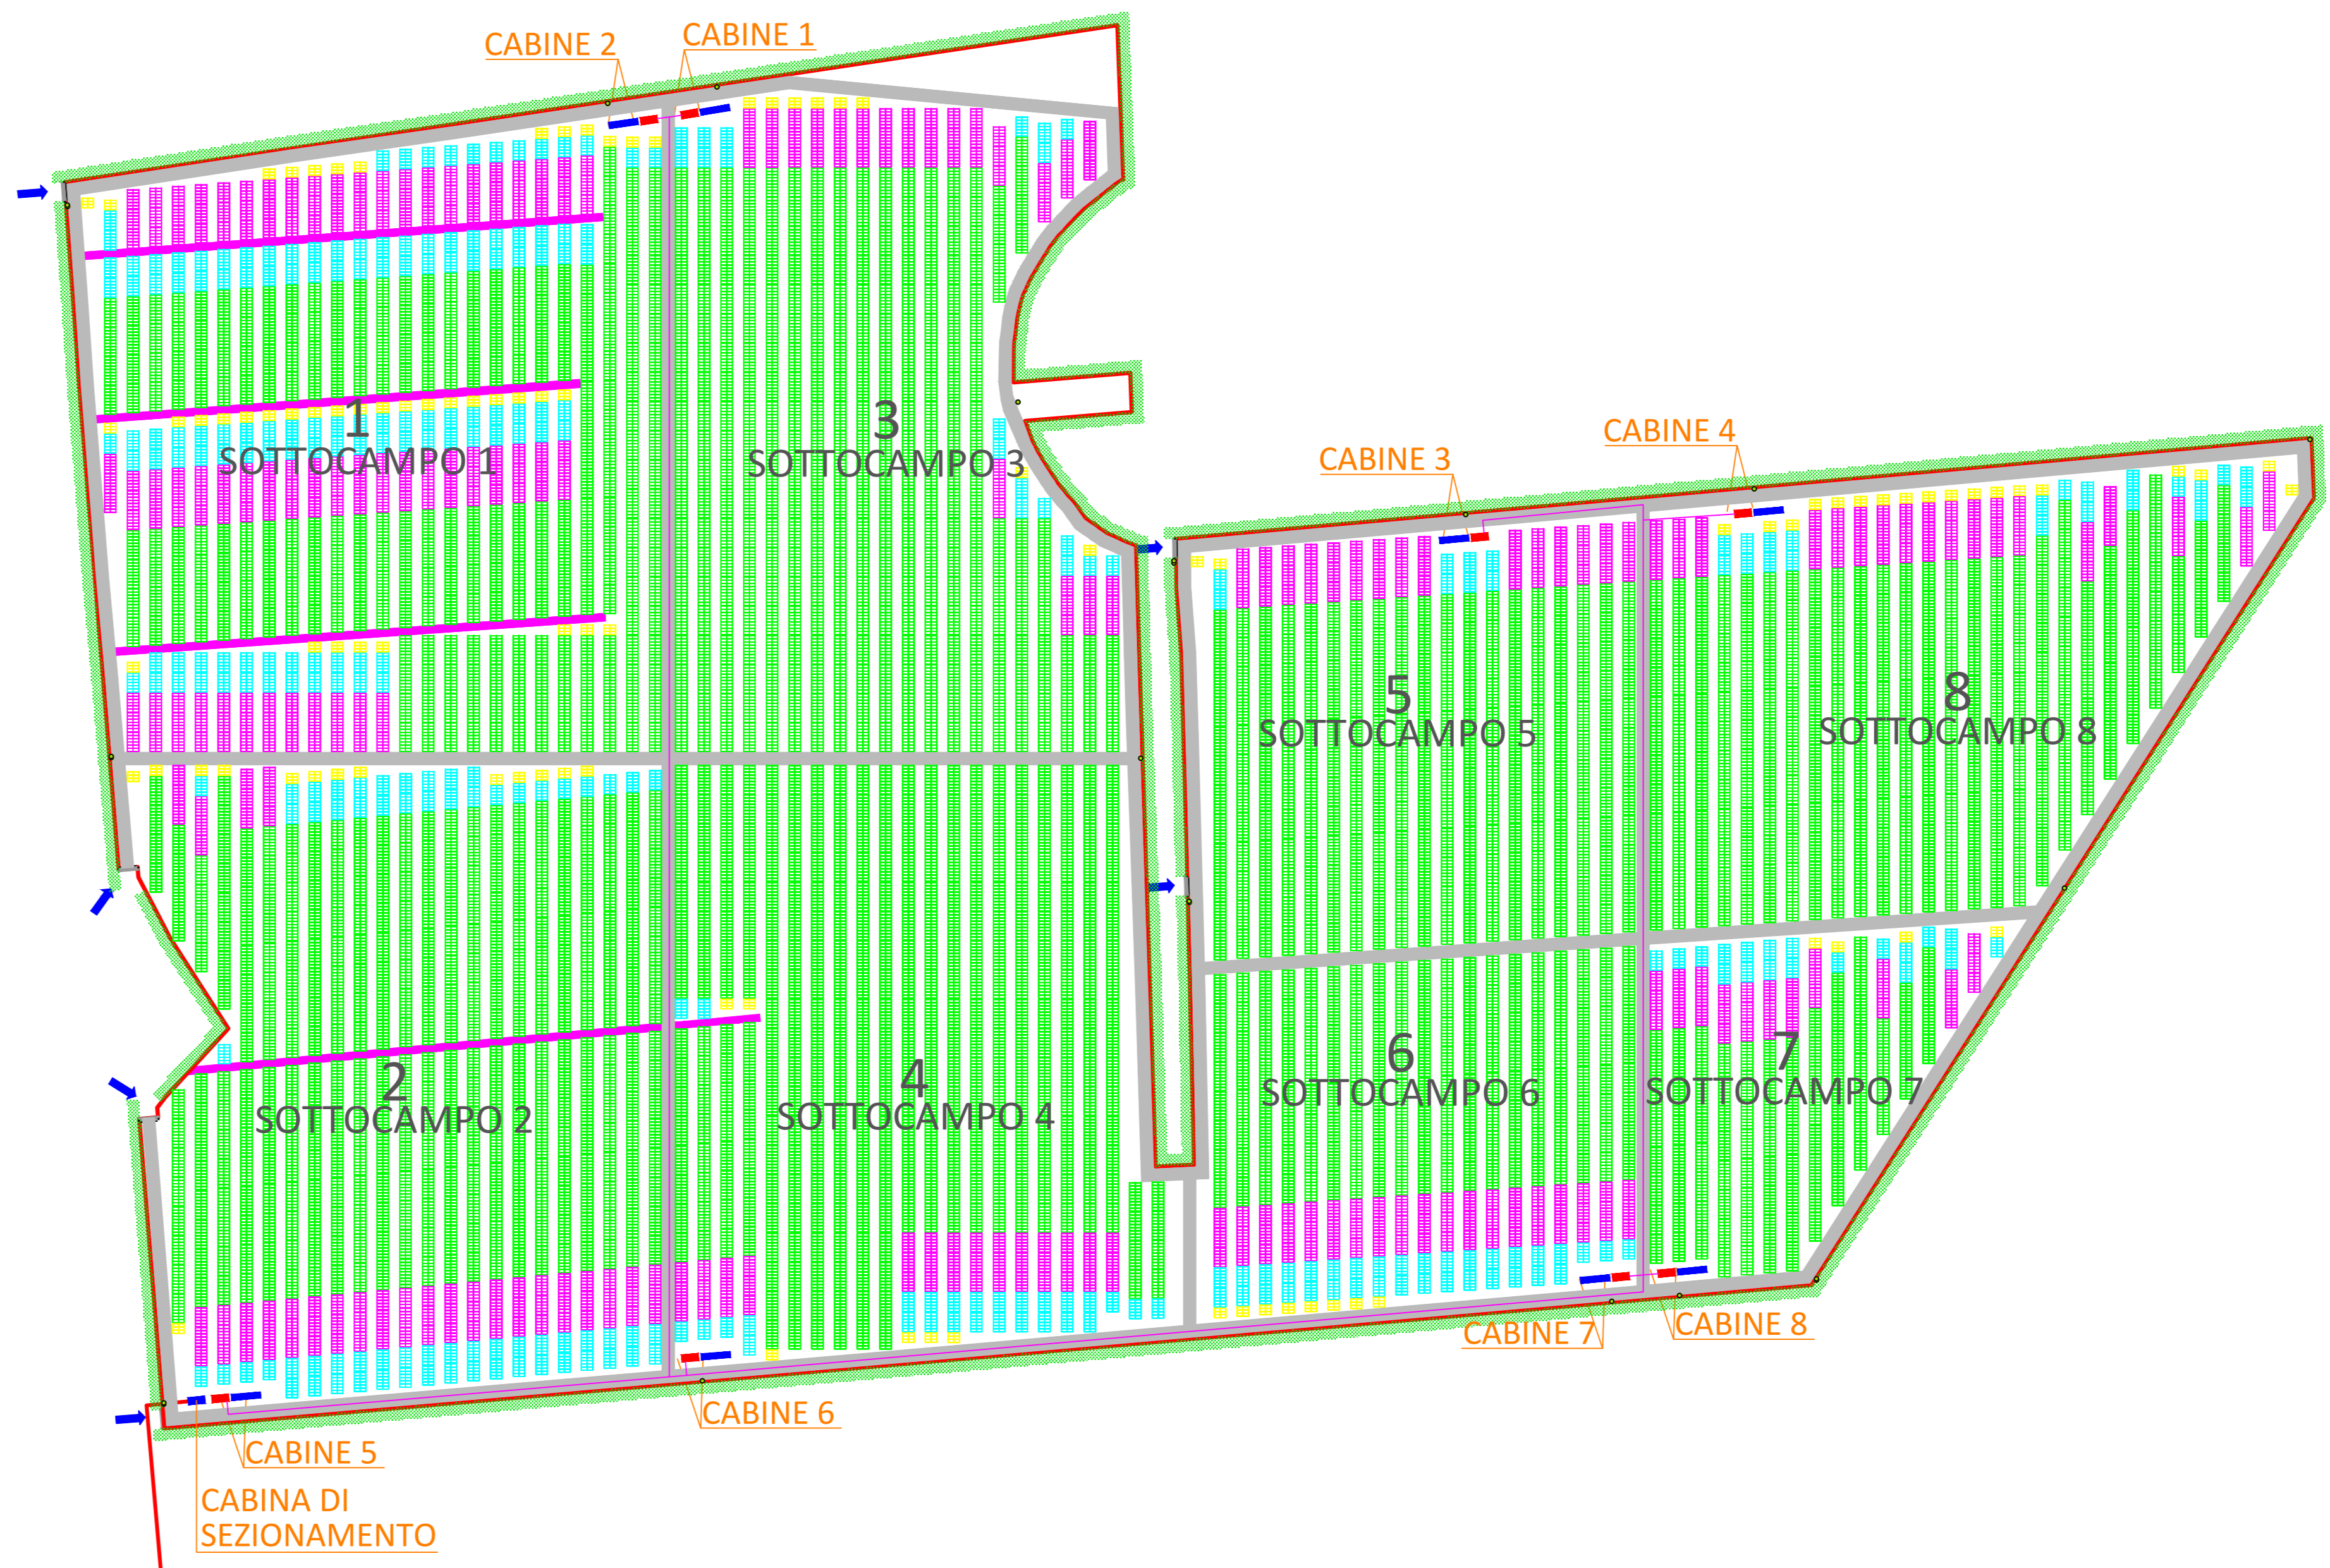 CABINE 2
CABINE 1
1
SOTTOCAMPO 1
3
SOTTOCAMPO 3
CABINE 3
CABINE 4
5
SOTTOCAMPO 5
8
SOTTOCAMPO 8
2
SOTTOCAMPO 2
4
SOTTOCAMPO 4
6
SOTTOCAMPO 6
7
SOTTOCAMPO 7
CABINE 7
CABINE 8
CABINE 6
CABINE 5
CABINA DI
SEZIONAMENTO